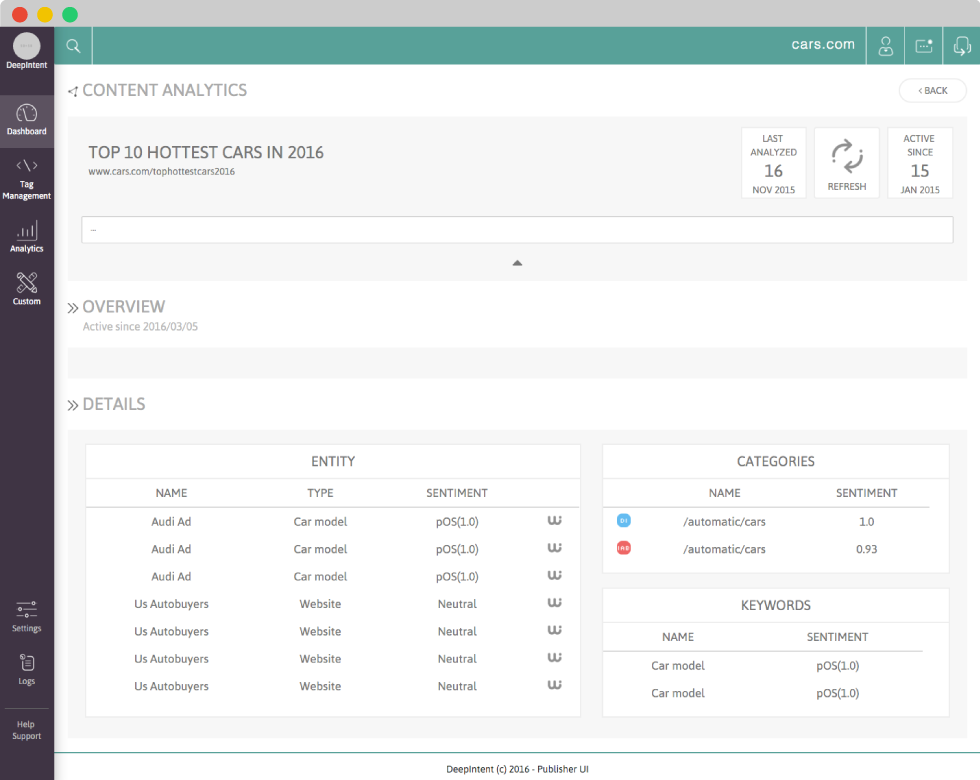 DeepIntent
cars.com
Dashboard
Tag
Management
Analytics
Custom
Settings
Logs
Help
Support
CONTENT ANALYTICS
‹ BACK
TOP 10 HOTTEST CARS IN 2016
www.cars.com/tophottestcars2016
LAST
ANALYZED
16
NOV 2015
REFRESH
ACTIVE
SINCE
15
JAN 2015
...
OVERVIEW
Active since 2016/03/05
DETAILS
ENTITY
NAME TYPE SENTIMENT
Audi Ad Car model pOS(1.0)
Audi Ad Car model pOS(1.0)
Audi Ad Car model pOS(1.0)
Us Autobuyers Website Neutral
Us Autobuyers Website Neutral
Us Autobuyers Website Neutral
Us Autobuyers Website Neutral
CATEGORIES
NAME SENTIMENT
DI /automatic/cars 1.0
IAB /automatic/cars 0.93
KEYWORDS
NAME SENTIMENT
Car model pOS(1.0)
Car model pOS(1.0)
DeepIntent (c) 2016 - Publisher UI